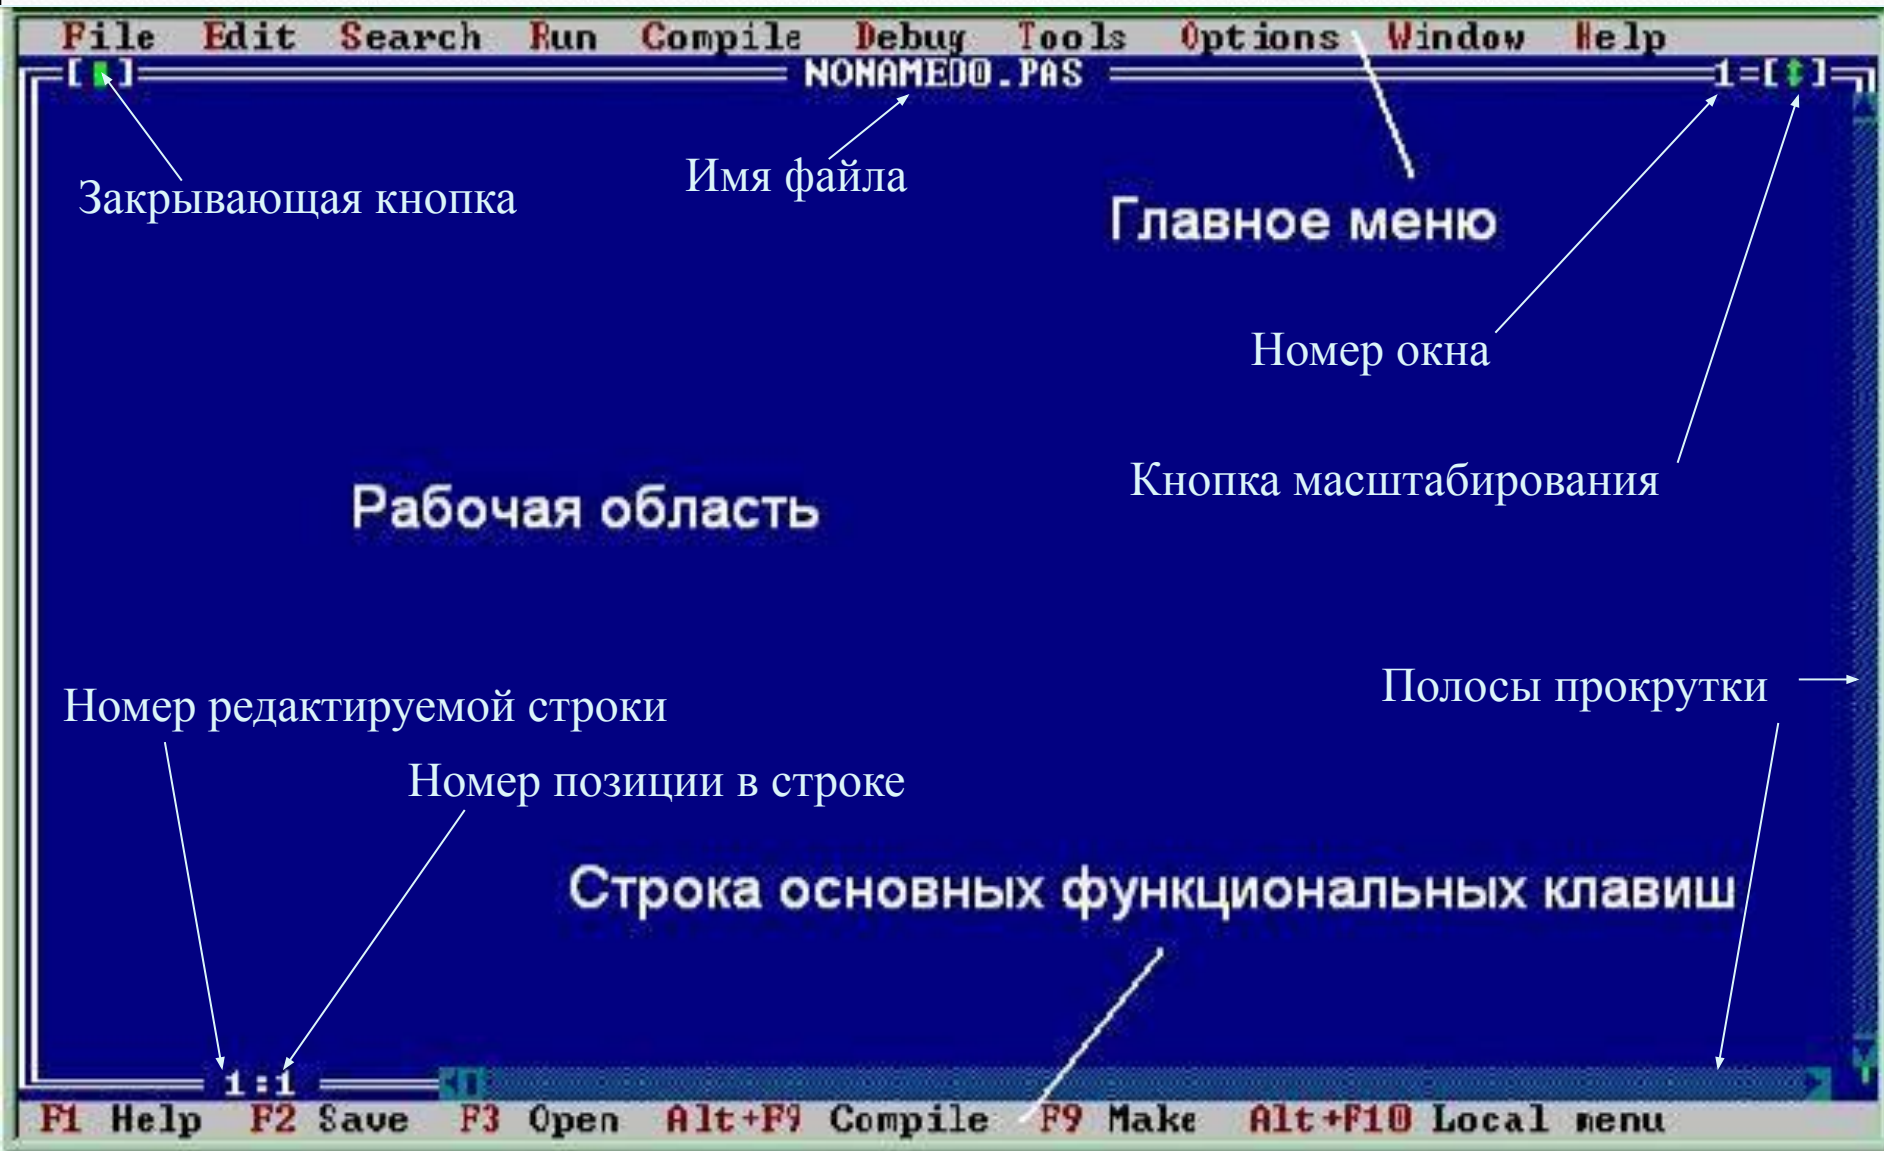 File Edit Search Run Compile Debug Tools Options Window Help
[ ] NONAME00.PAS 1=[↕]
Закрывающая кнопка
Имя файла
Главное меню
Номер окна
Кнопка масштабирования
Рабочая область
Полосы прокрутки
Номер редактируемой строки
Номер позиции в строке
Строка основных функциональных клавиш
1:1
F1 Help F2 Save F3 Open Alt+F9 Compile F9 Make Alt+F10 Local menu